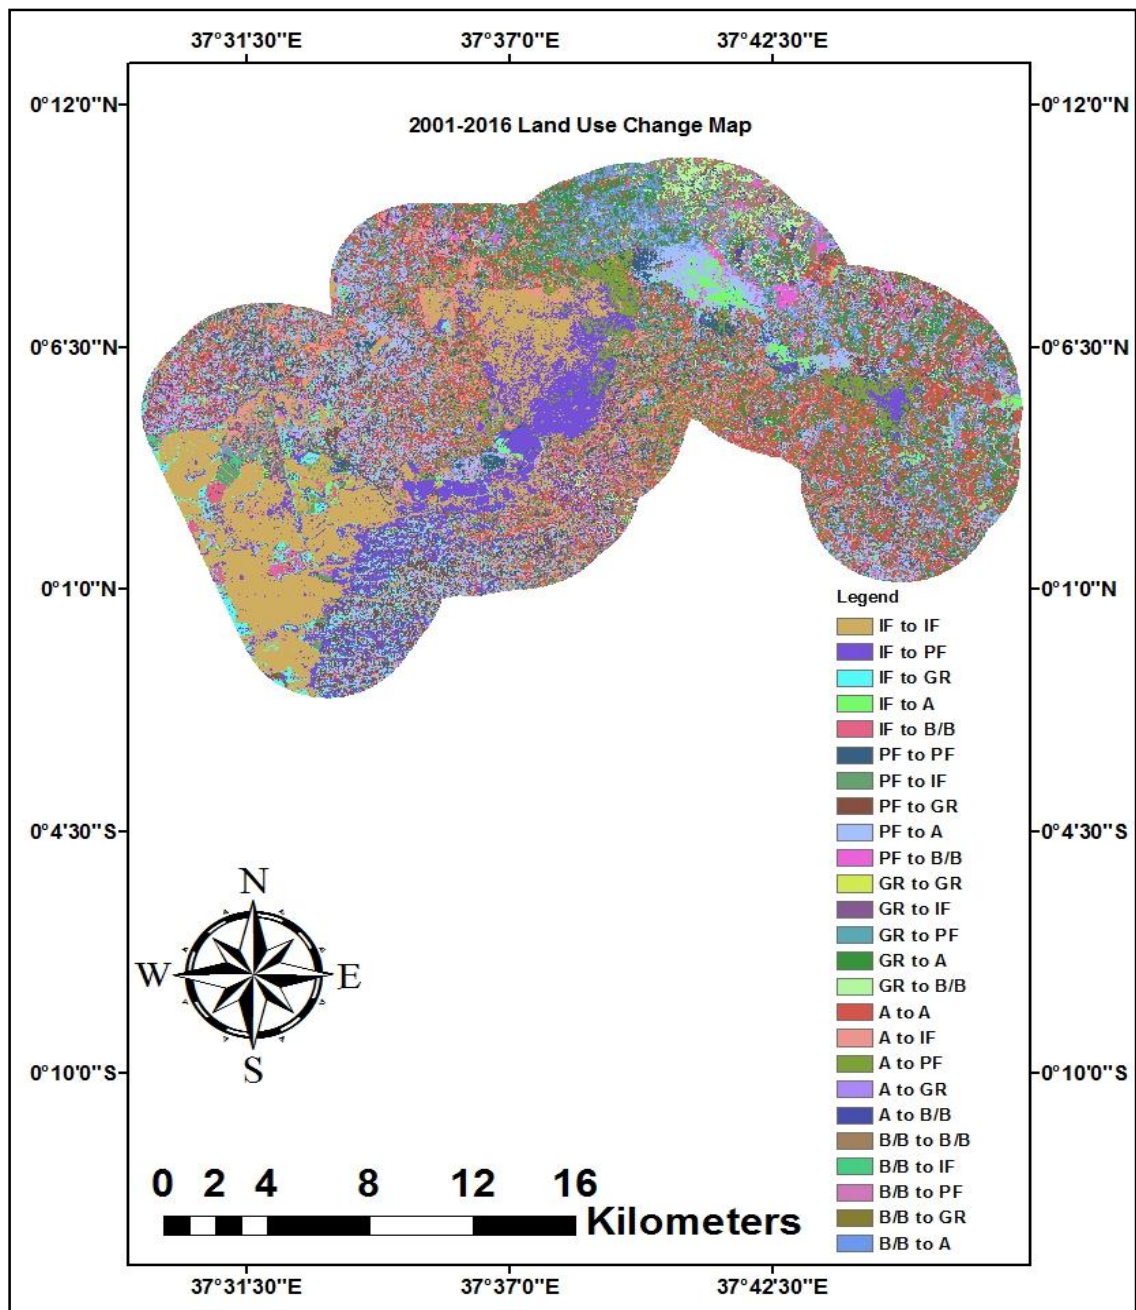 37°31'30"E 37°37'0"E 37°42'30"E
0°12'0"N 0°12'0"N
2001-2016 Land Use Change Map
0°6'30"N 0°6'30"N
0°1'0"N 0°1'0"N
Legend
IF to IF
IF to PF
IF to GR
IF to A
IF to B/B
PF to PF
PF to IF
PF to GR
0°4'30"S PF to A 0°4'30"S
PF to B/B
GR to GR
N GR to IF
GR to PF
GR to A
W E GR to B/B
A to A
A to IF
S A to PF
0°10'0"S 0°10'0"S
A to GR
A to B/B
B/B to B/B
B/B to IF
0 2 4 8 12 16
B/B to PF
Kilometers B/B to GR
B/B to A
37°31'30"E 37°37'0"E 37°42'30"E